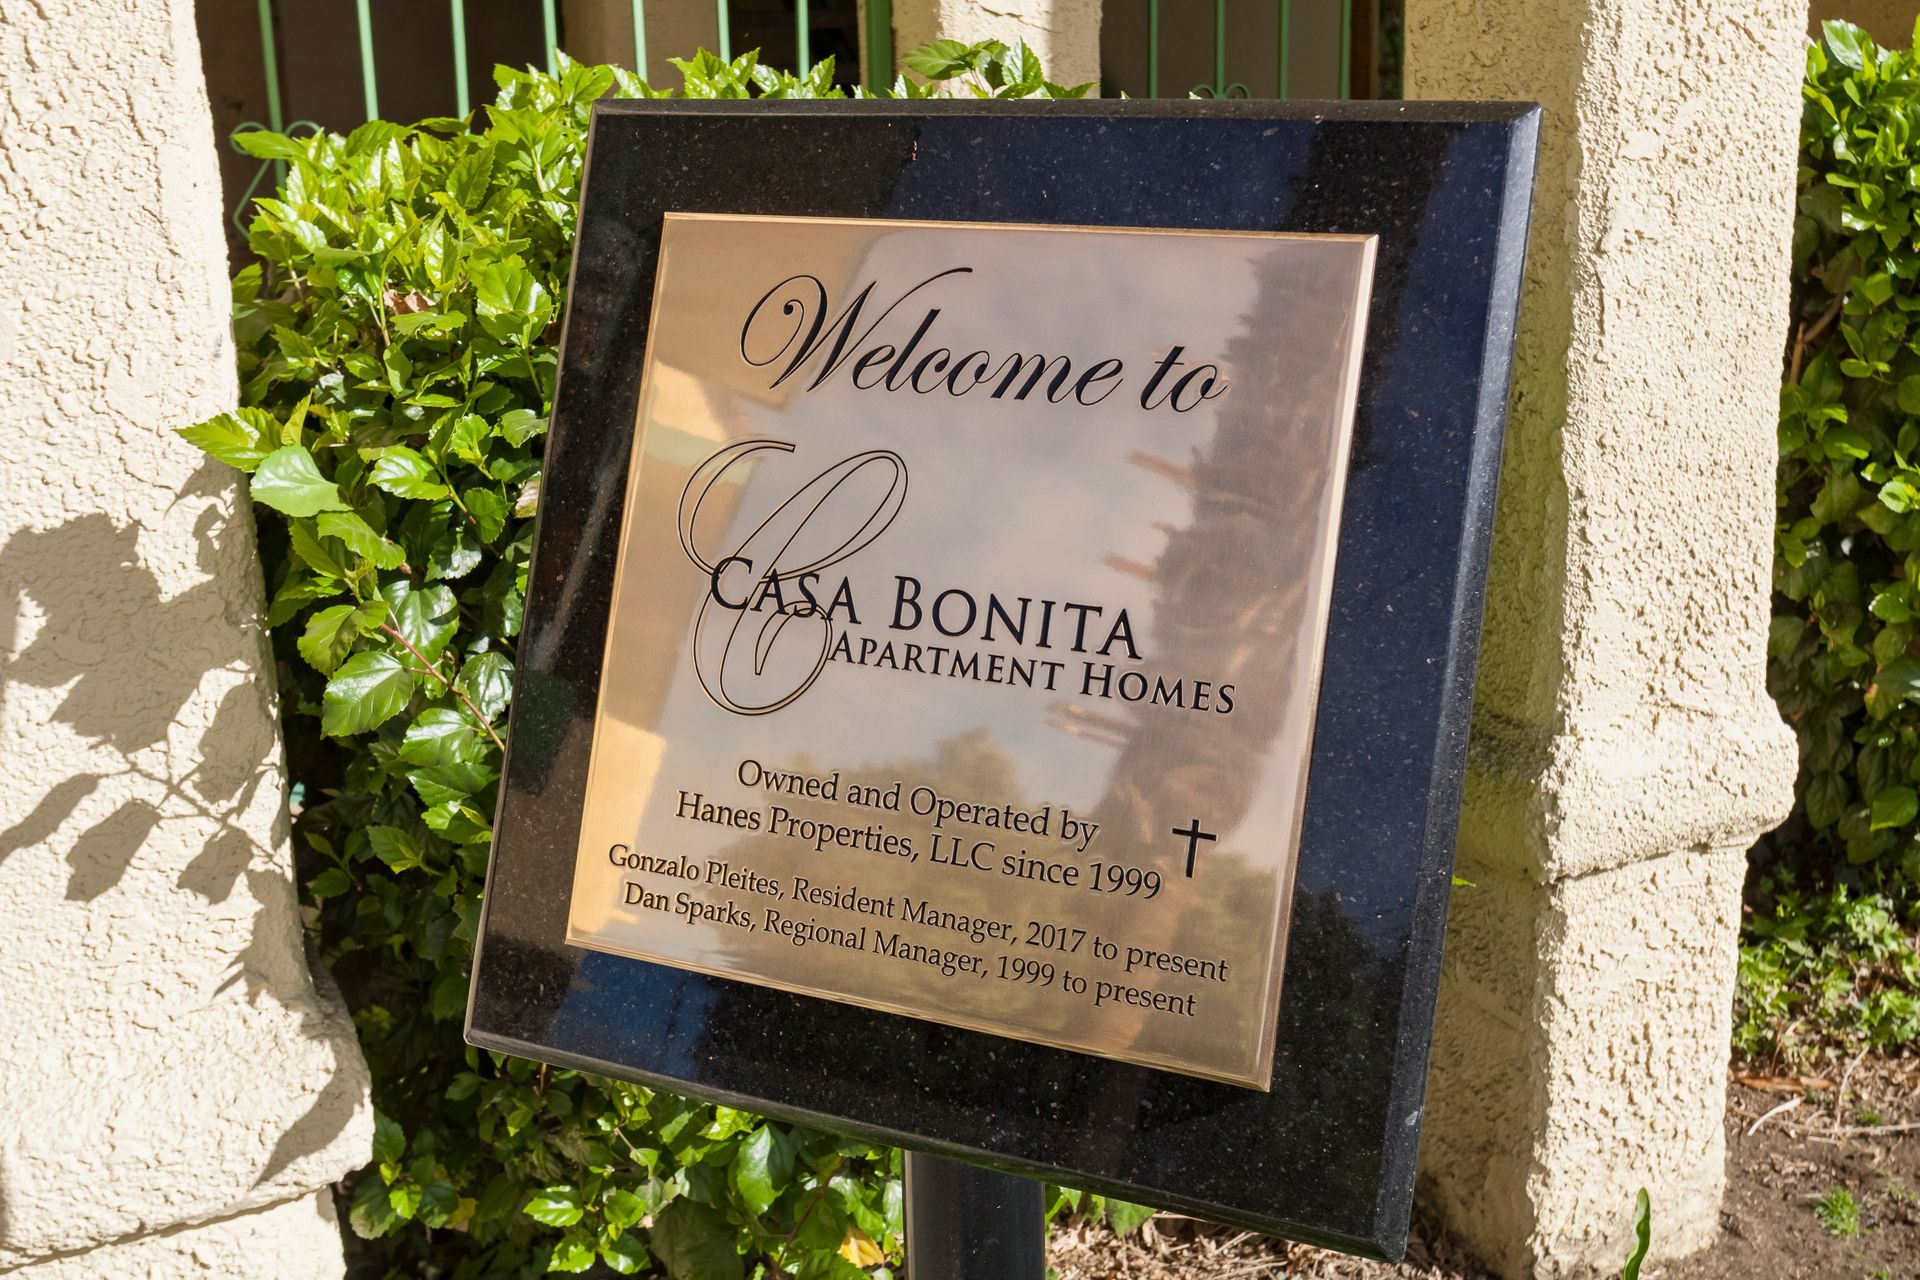 Welcome to
C
CASA BONITA
APARTMENT HOMES
Owned and Operated by
Hanes Properties, LLC since 1999
Gonzalo Pleites, Resident Manager, 2017 to present
Dan Sparks, Regional Manager, 1999 to present